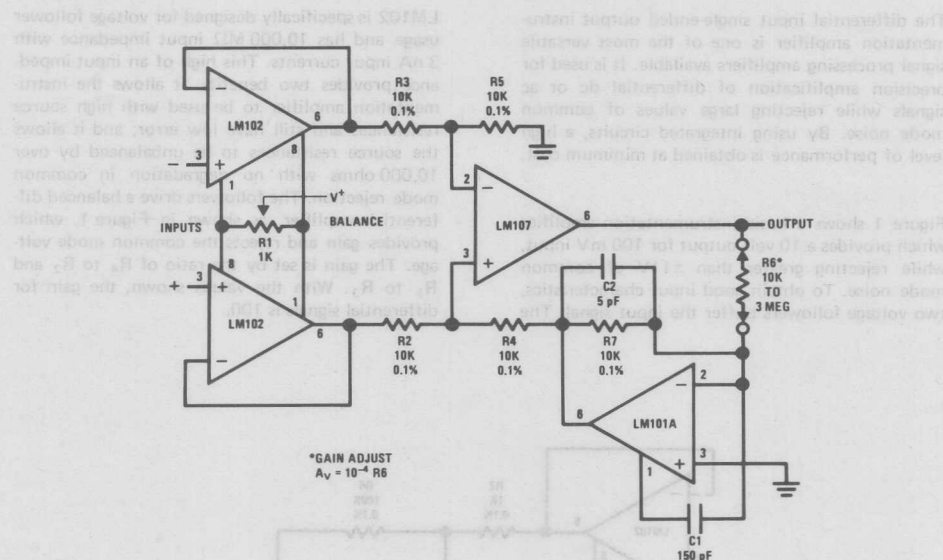 R3
10K
0.1%
R5
10K
0.1%
LM102
6
8
3
1
V⁺
INPUTS
BALANCE
R1
1K
8
1
LM102
6
2
3
LM107
6
OUTPUT
C2
5 pF
R6*
10K
TO
3 MEG
R2
10K
0.1%
R4
10K
0.1%
R7
10K
0.1%
6
2
LM101A
3
1
C1
150 pF
*GAIN ADJUST
Aᵥ = 10⁻⁴ R6
The differential input single-ended output instru-
mentation amplifier is one of the most versatile
signal processing amplifiers available. It is used for
precision amplification of differential dc or ac
signals while rejecting large values of common
mode noise. By using integrated circuits, a high
level of performance is obtained at minimum cost.
Figure 1 shows
instrumentation amplifier
which provides a 10 volt output for 100 mV input,
while rejecting greater than
of common
mode noise. To obtain good input characteristics,
two voltage followers buffer the input signal. The
LM102 is specifically designed for voltage follower
usage and has 10,000 MΩ input impedance with
3 nA input currents. This high of an input imped-
ance provides two benefits: it allows the instru-
mentation amplifier to be used with high source
resistances and still have low error; and it allows
the source resistances to be unbalanced by over
10,000 ohms with no degradation in common
mode rejection. The followers drive a balanced dif-
ferential amplifier as shown in Figure 1, which
provides gain and rejects the common mode volt-
age. The gain is set by the ratio of R₄ to R₂ and
R₅ to R₃. With the values shown, the gain for
differential signals is 100.